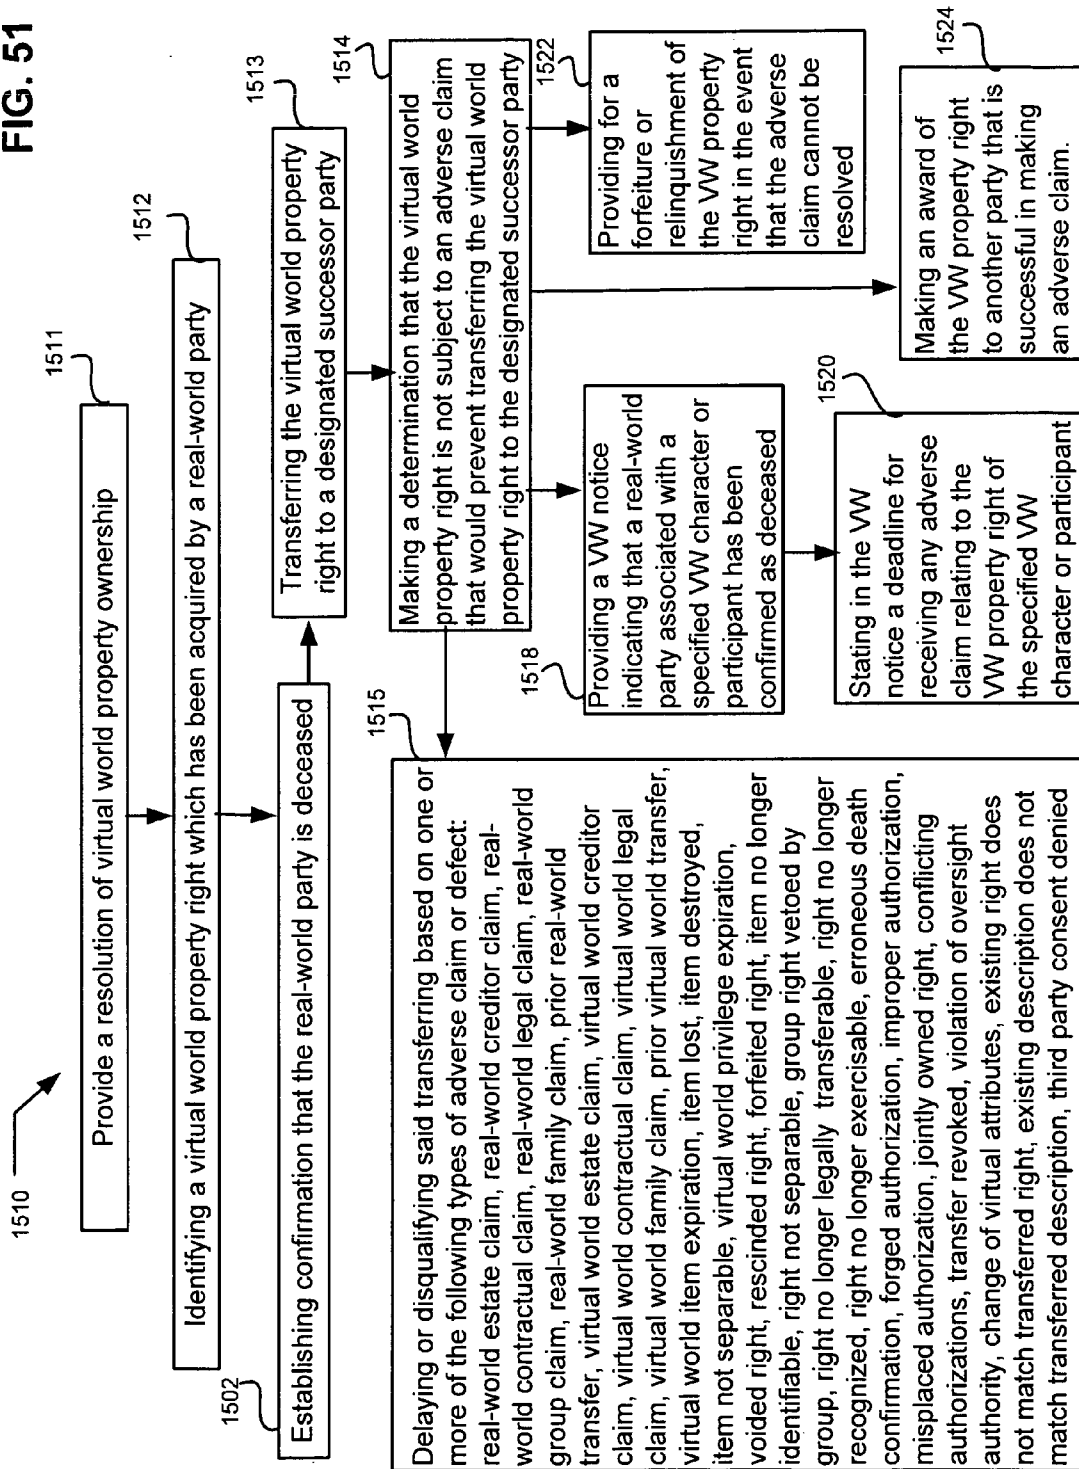 FIG. 51
1510
1511
Provide a resolution of virtual world property ownership
1512
Identifying a virtual world property right which has been acquired by a real-world party
1502
Establishing confirmation that the real-world party is deceased
1513
Transferring the virtual world property
right to a designated successor party
1514
Making a determination that the virtual world
property right is not subject to an adverse claim
that would prevent transferring the virtual world
property right to the designated successor party
1515
Delaying or disqualifying said transferring based on one or
more of the following types of adverse claim or defect:
real-world estate claim, real-world creditor claim, real-
world contractual claim, real-world legal claim, real-world
group claim, real-world family claim, prior real-world
transfer, virtual world estate claim, virtual world creditor
claim, virtual world contractual claim, virtual world legal
claim, virtual world family claim, prior virtual world transfer,
virtual world item expiration, item lost, item destroyed,
item not separable, virtual world privilege expiration,
voided right, rescinded right, forfeited right, item no longer
identifiable, right not separable, group right vetoed by
group, right no longer legally transferable, right no longer
recognized, right no longer exercisable, erroneous death
confirmation, forged authorization, improper authorization,
misplaced authorization, jointly owned right, conflicting
authorizations, transfer revoked, violation of oversight
authority, change of virtual attributes, existing right does
not match transferred right, existing description does not
match transferred description, third party consent denied
1518
Providing a VW notice
indicating that a real-world
party associated with a
specified VW character or
participant has been
confirmed as deceased
1520
Stating in the VW
notice a deadline for
receiving any adverse
claim relating to the
VW property right of
the specified VW
character or participant
1522
Providing for a
forfeiture or
relinquishment of
the VW property
right in the event
that the adverse
claim cannot be
resolved
1524
Making an award of
the VW property right
to another party that is
successful in making
an adverse claim.